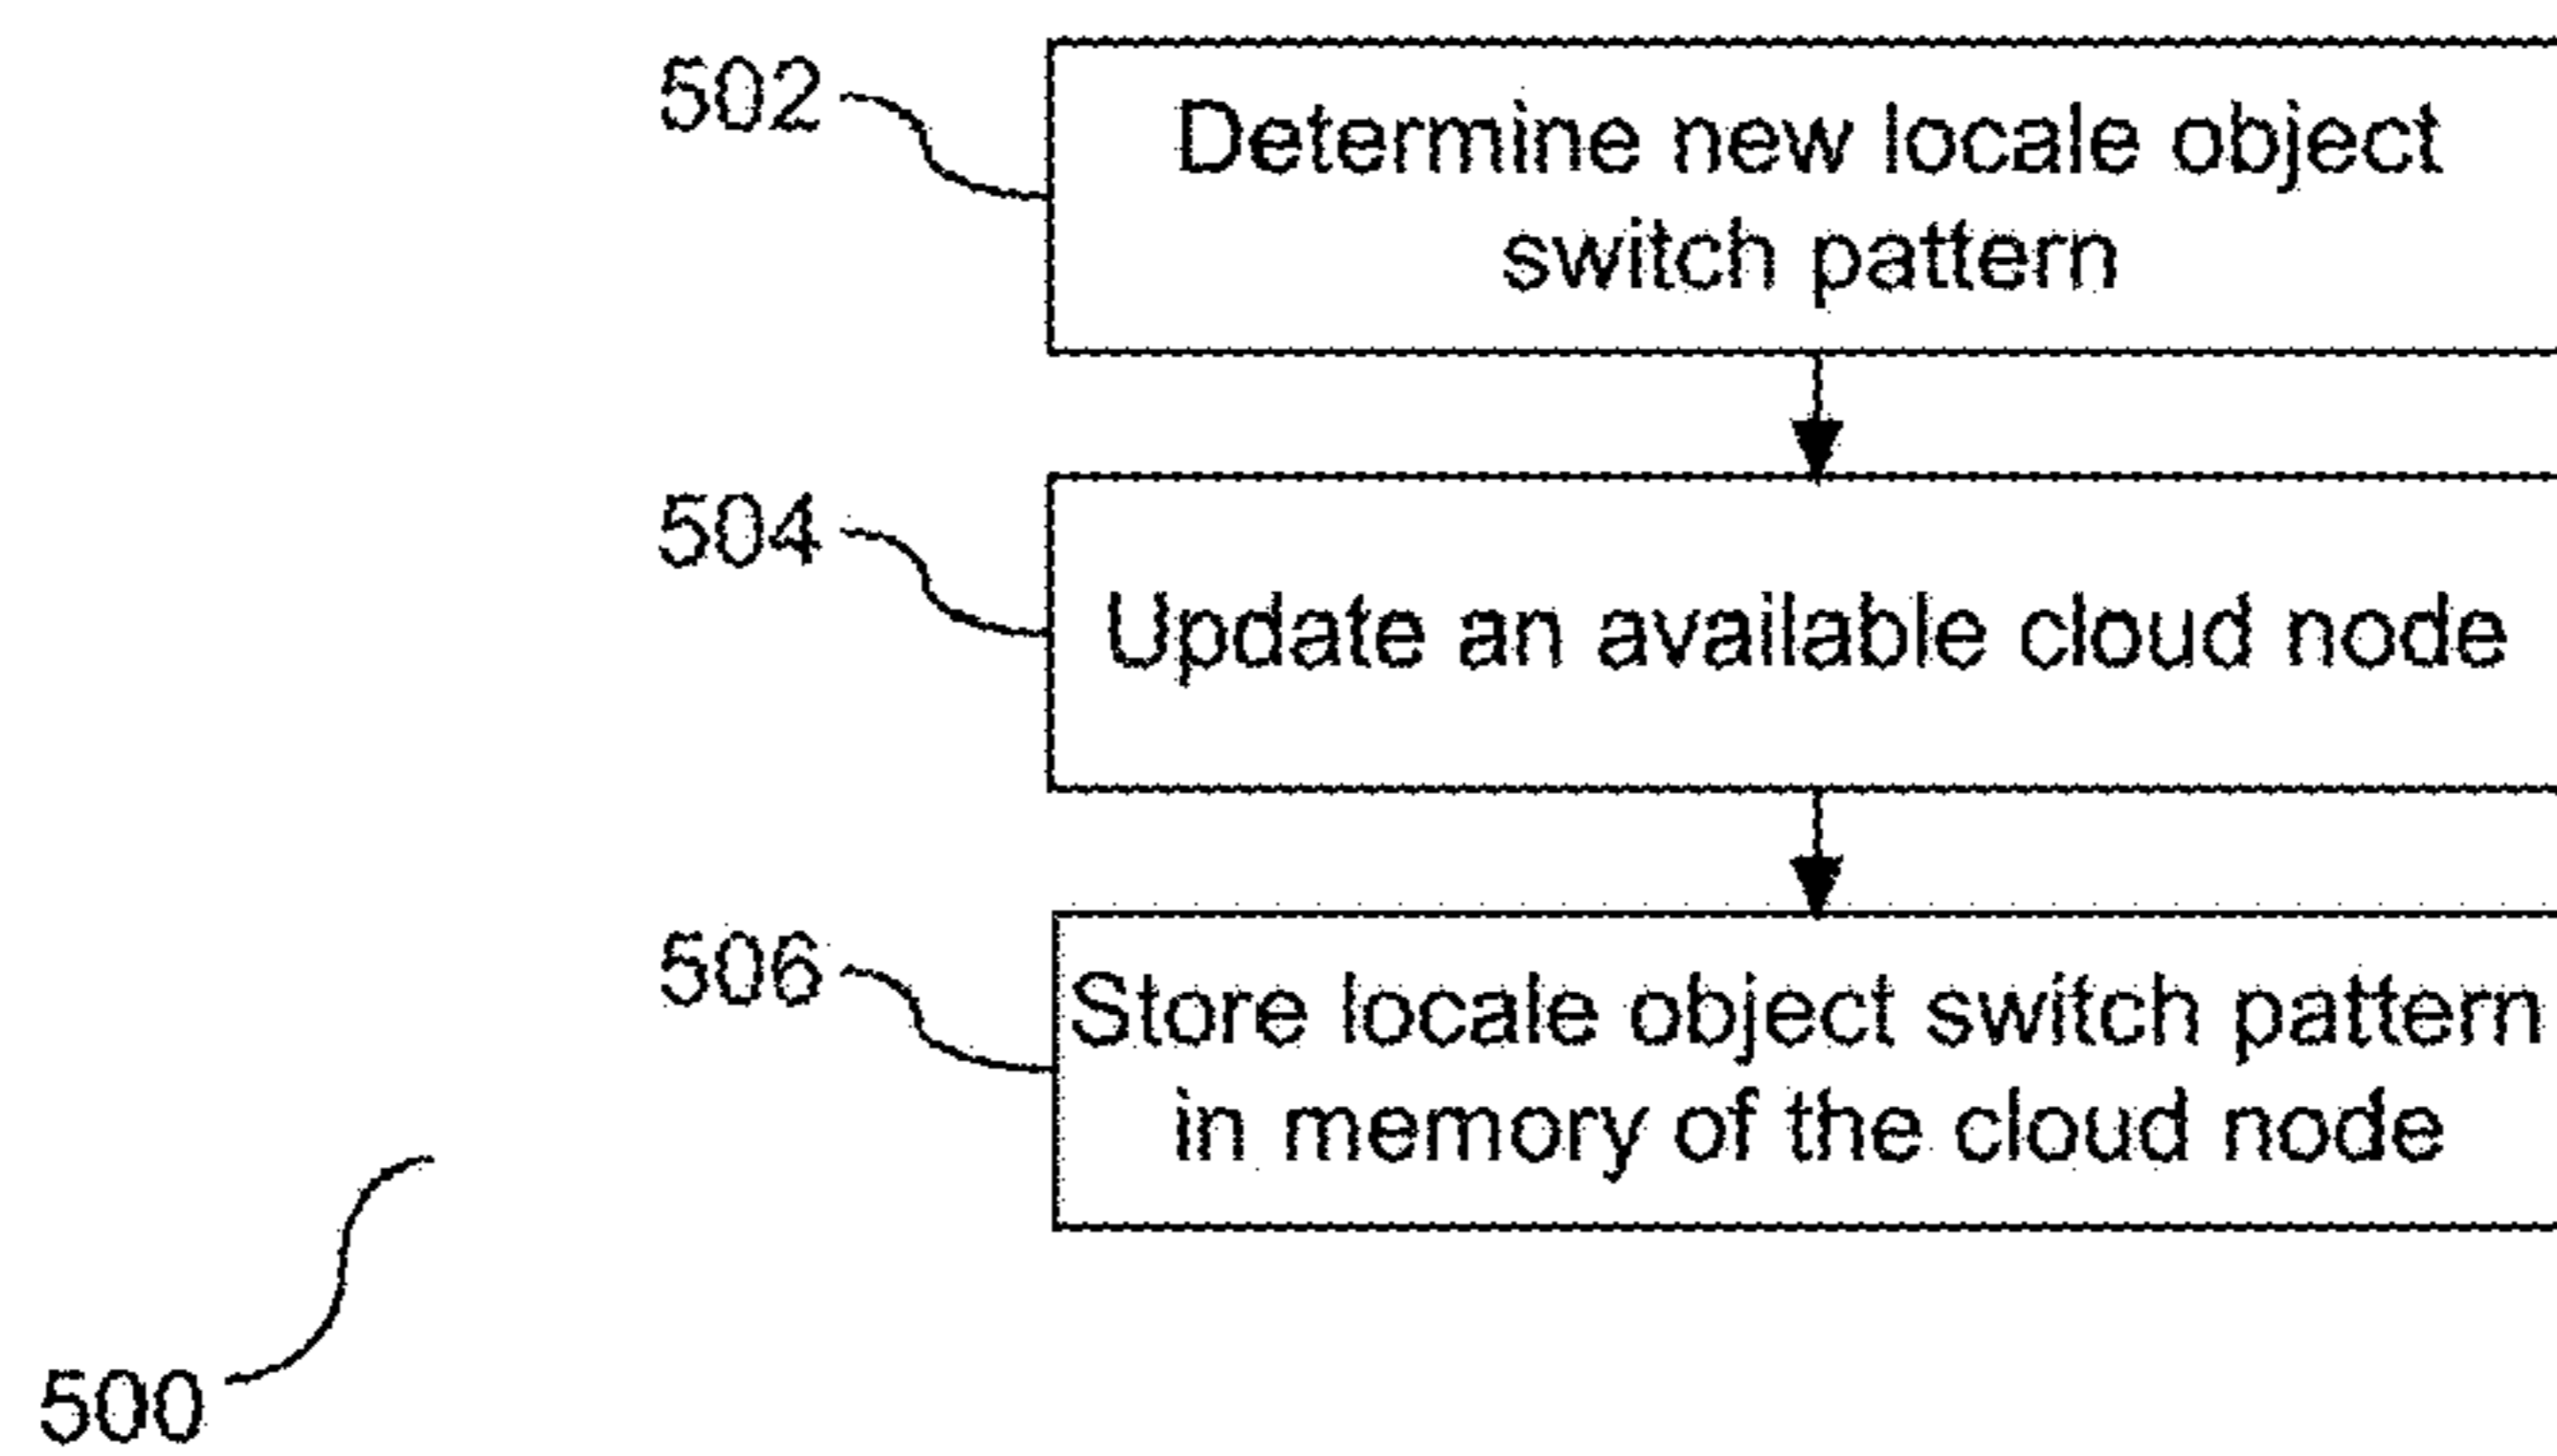 502
Determine new locale object
switch pattern
504
Update an available cloud node
506
Store locale object switch pattern
in memory of the cloud node
500